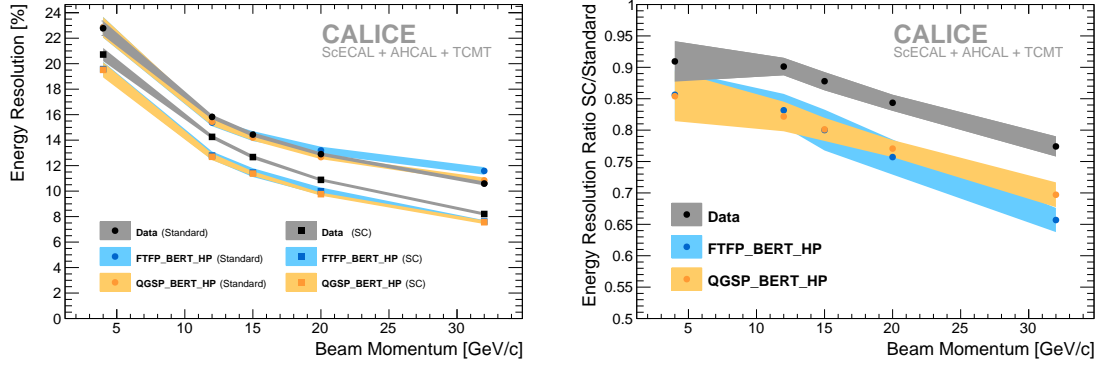 Energy Resolution [%]
24
22
20
18
16
14
12
10
8
6
4
2
0
CALICE
ScECAL + AHCAL + TCMT
Data (Standard)
Data (SC)
FTFP_BERT_HP (Standard)
FTFP_BERT_HP (SC)
QGSP_BERT_HP (Standard)
QGSP_BERT_HP (SC)
5 10 15 20 25 30
Beam Momentum [GeV/c]
Energy Resolution Ratio SC/Standard
0.95
0.9
0.85
0.8
0.75
0.7
0.65
0.6
0.55
0.5
CALICE
ScECAL + AHCAL + TCMT
Data
FTFP_BERT_HP
QGSP_BERT_HP
5 10 15 20 25 30
Beam Momentum [GeV/c]